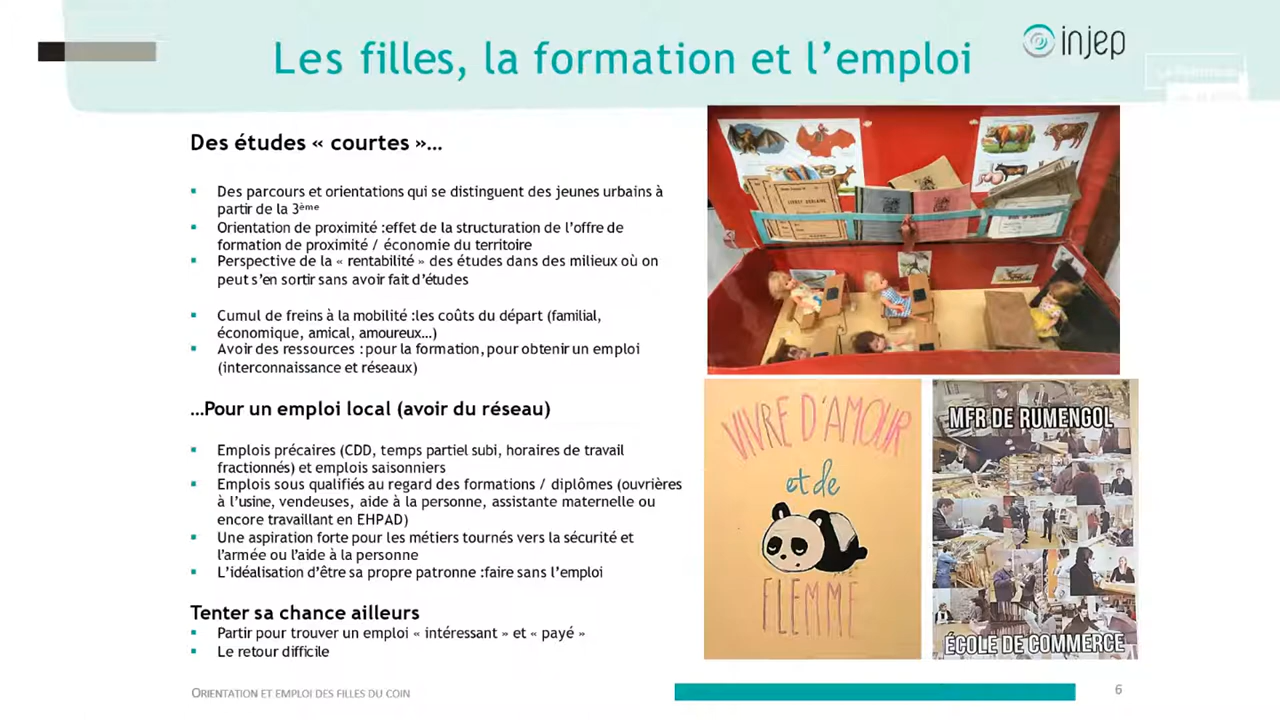 Les filles, la formation et l'emploi
injep
Des études « courtes »…
▪ Des parcours et orientations qui se distinguent des jeunes urbains à
partir de la 3ème
▪ Orientation de proximité :effet de la structuration de l'offre de
formation de proximité / économie du territoire
▪ Perspective de la « rentabilité » des études dans des milieux où on
peut s'en sortir sans avoir fait d'études
▪ Cumul de freins à la mobilité :les coûts du départ (familial,
économique, amical, amoureux…)
▪ Avoir des ressources :pour la formation, pour obtenir un emploi
(interconnaissance et réseaux)
…Pour un emploi local (avoir du réseau)
▪ Emplois précaires (CDD, temps partiel subi, horaires de travail
fractionnés) et emplois saisonniers
▪ Emplois sous qualifiés au regard des formations / diplômes (ouvrières
à l'usine, vendeuses, aide à la personne, assistante maternelle ou
encore travaillant en EHPAD)
▪ Une aspiration forte pour les métiers tournés vers la sécurité et
l'armée ou l'aide à la personne
▪ L'idéalisation d'être sa propre patronne :faire sans l'emploi
Tenter sa chance ailleurs
▪ Partir pour trouver un emploi « intéressant » et « payé »
▪ Le retour difficile
LIVRET SCOLAIRE
VIVRE D'AMOUR
et de
FLEMME
MFR DE RUMENGOL
ÉCOLE DE COMMERCE
ORIENTATION ET EMPLOI DES FILLES DU COIN
6